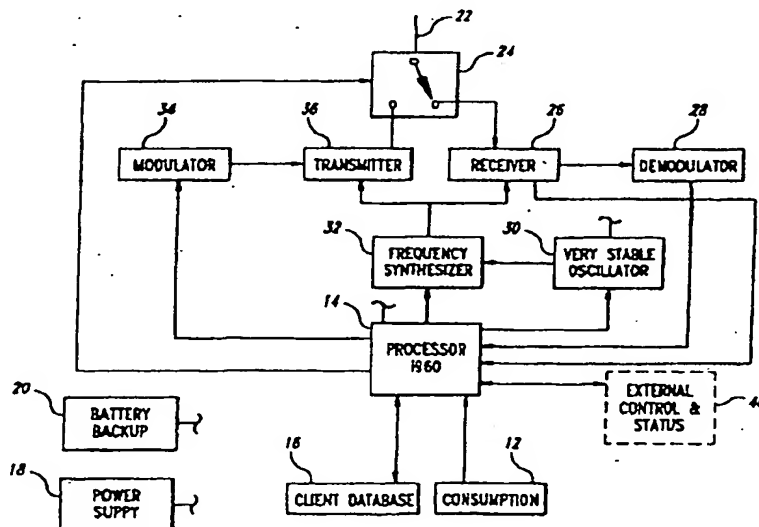 22
24
34
36
26
28
MODULATOR
TRANSMITTER
RECEIVER
DEMODULATOR
32
30
FREQUENCY
SYNTHESIZER
VERY STABLE
OSCILLATOR
14
PROCESSOR
1960
20
BATTERY
BACKUP
EXTERNAL
CONTROL &
STATUS
18
POWER
SUPPY
16
CLIENT DATABASE
12
CONSUMPTION